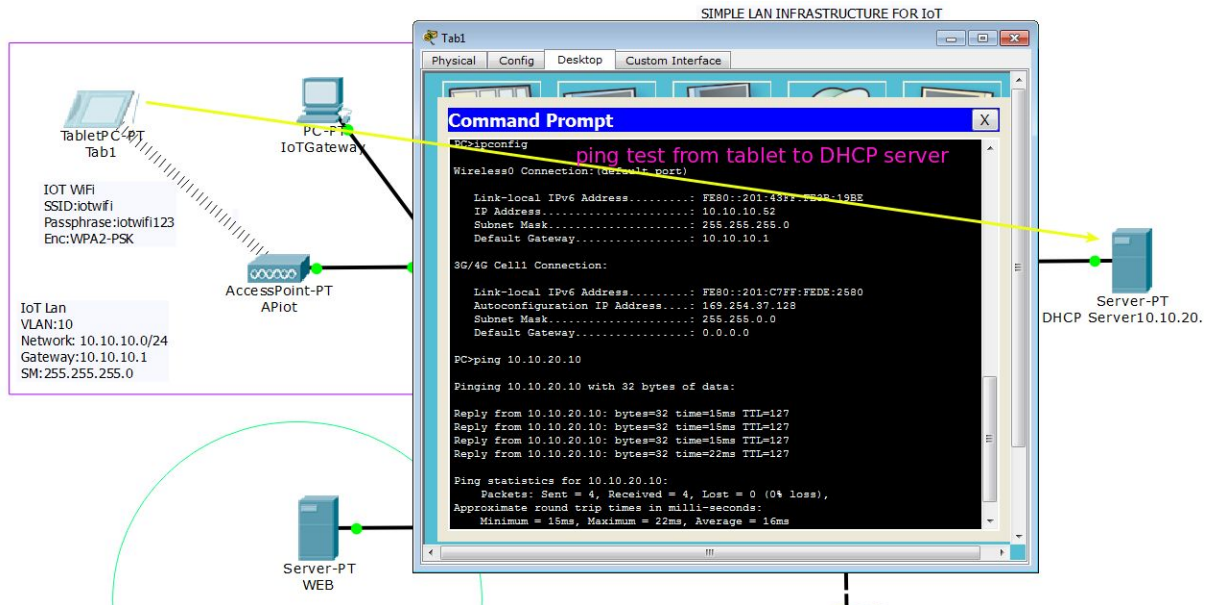 SIMPLE LAN INFRASTRUCTURE FOR IoT
Tab1
Physical Config Desktop Custom Interface
Command Prompt
X
ping test from tablet to DHCP server
PC>ipconfig
Wireless0 Connection:(default port)
Link-local IPv6 Address.........: FE80::201:43FF:FE9B:19BE
IP Address......................: 10.10.10.52
Subnet Mask.....................: 255.255.255.0
Default Gateway.................: 10.10.10.1
3G/4G Cell1 Connection:
Link-local IPv6 Address.........: FE80::201:C7FF:FEDE:2580
Autoconfiguration IP Address....: 169.254.37.128
Subnet Mask.....................: 255.255.0.0
Default Gateway.................: 0.0.0.0
PC>ping 10.10.20.10
Pinging 10.10.20.10 with 32 bytes of data:
Reply from 10.10.20.10: bytes=32 time=15ms TTL=127
Reply from 10.10.20.10: bytes=32 time=15ms TTL=127
Reply from 10.10.20.10: bytes=32 time=15ms TTL=127
Reply from 10.10.20.10: bytes=32 time=22ms TTL=127
Ping statistics for 10.10.20.10:
Packets: Sent = 4, Received = 4, Lost = 0 (0% loss),
Approximate round trip times in milli-seconds:
Minimum = 15ms, Maximum = 22ms, Average = 16ms
TabletPC-PT
Tab1
PC-PT
IoTGateway
IOT WiFi
SSID:iotwifi
Passphrase:iotwifi123
Enc:WPA2-PSK
AccessPoint-PT
APiot
IoT Lan
VLAN:10
Network: 10.10.10.0/24
Gateway:10.10.10.1
SM:255.255.255.0
Server-PT
DHCP Server10.10.20.
Server-PT
WEB